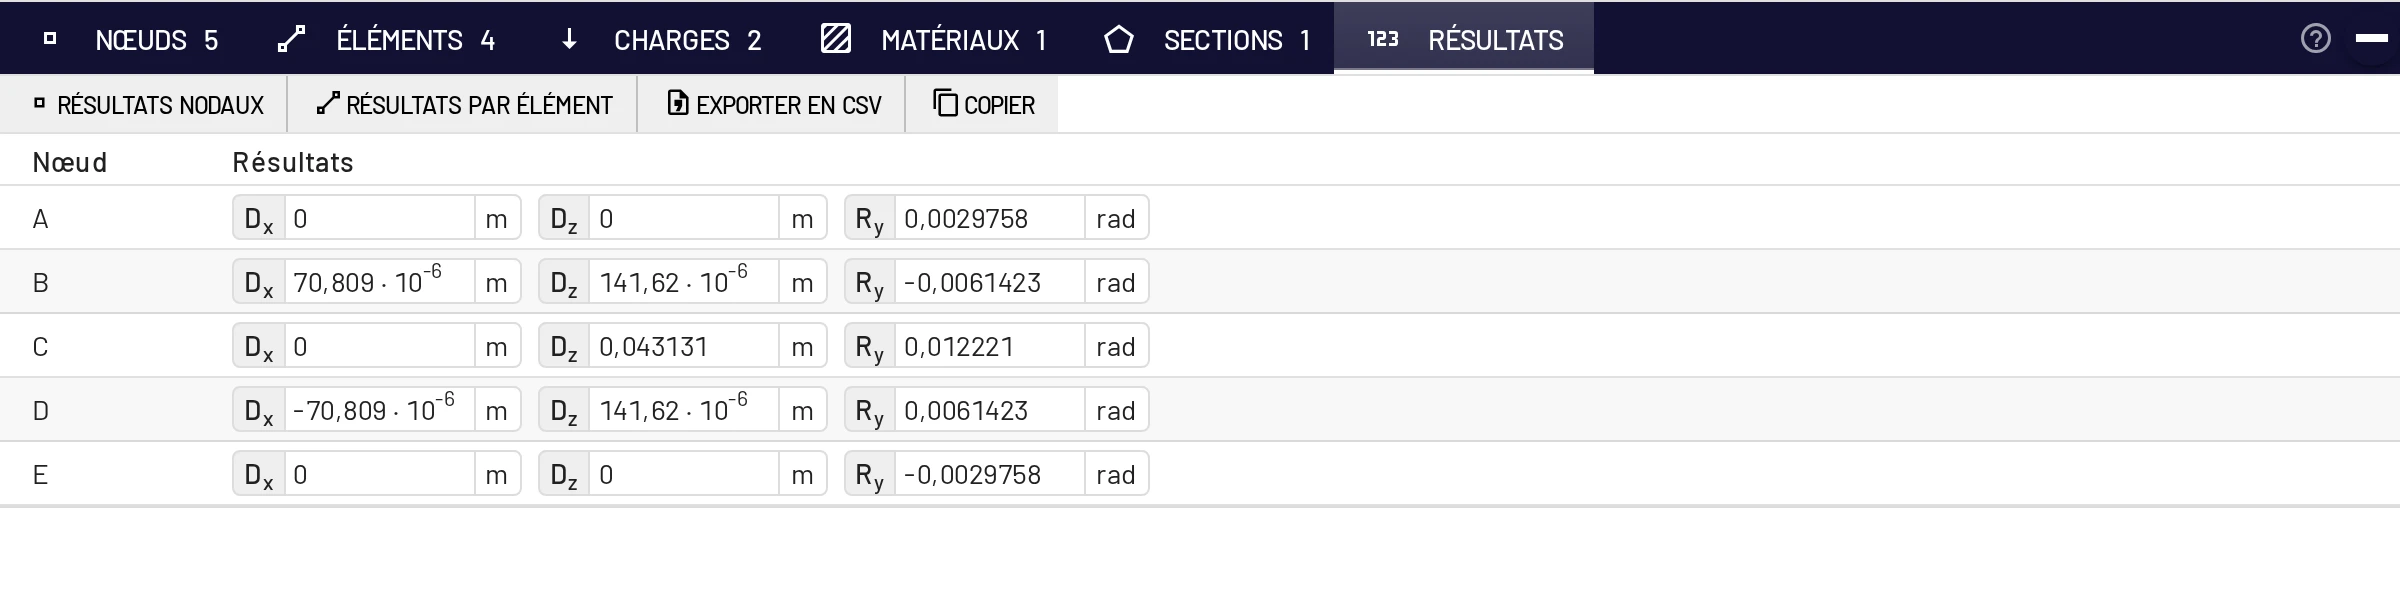 NŒUDS 5 ÉLÉMENTS 4 CHARGES 2 MATÉRIAUX 1 SECTIONS 1 123 RÉSULTATS ?
RÉSULTATS NODAUX RÉSULTATS PAR ÉLÉMENT EXPORTER EN CSV COPIER
Nœud Résultats
A Dx 0 m Dz 0 m Ry 0,0029758 rad
B Dx 70,809 · 10⁻⁶ m Dz 141,62 · 10⁻⁶ m Ry -0,0061423 rad
C Dx 0 m Dz 0,043131 m Ry 0,012221 rad
D Dx -70,809 · 10⁻⁶ m Dz 141,62 · 10⁻⁶ m Ry 0,0061423 rad
E Dx 0 m Dz 0 m Ry -0,0029758 rad